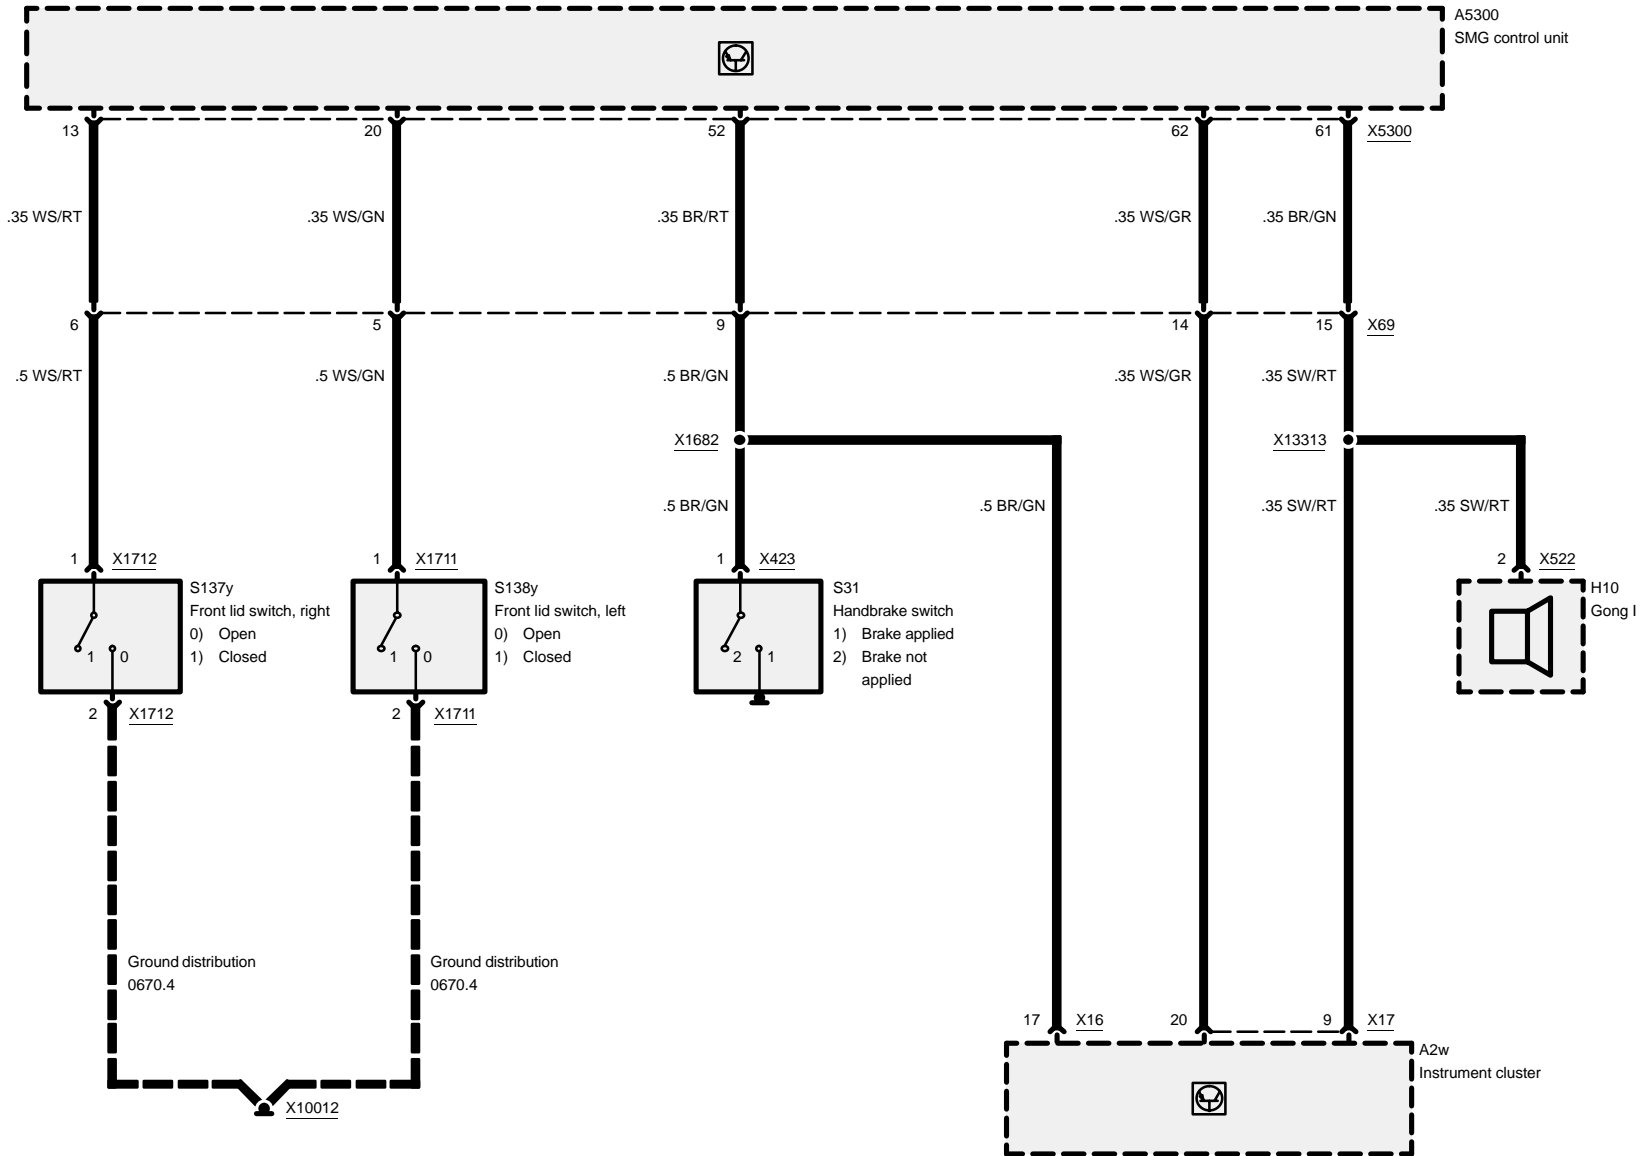 A5300
SMG control unit
13
20
52
62
61
X5300
.35 WS/RT
.35 WS/GN
.35 BR/RT
.35 WS/GR
.35 BR/GN
6
5
9
14
15
X69
.5 WS/RT
.5 WS/GN
.5 BR/GN
.35 WS/GR
.35 SW/RT
X1682
X13313
.5 BR/GN
.5 BR/GN
.35 SW/RT
.35 SW/RT
1
X1712
1
X1711
1
X423
2
X522
S137y
Front lid switch, right
0) Open
1) Closed
1
0
S138y
Front lid switch, left
0) Open
1) Closed
1
0
S31
Handbrake switch
1) Brake applied
2) Brake not
applied
2
1
H10
Gong I
2
X1712
2
X1711
Ground distribution
0670.4
Ground distribution
0670.4
17
X16
20
9
X17
A2w
Instrument cluster
X10012